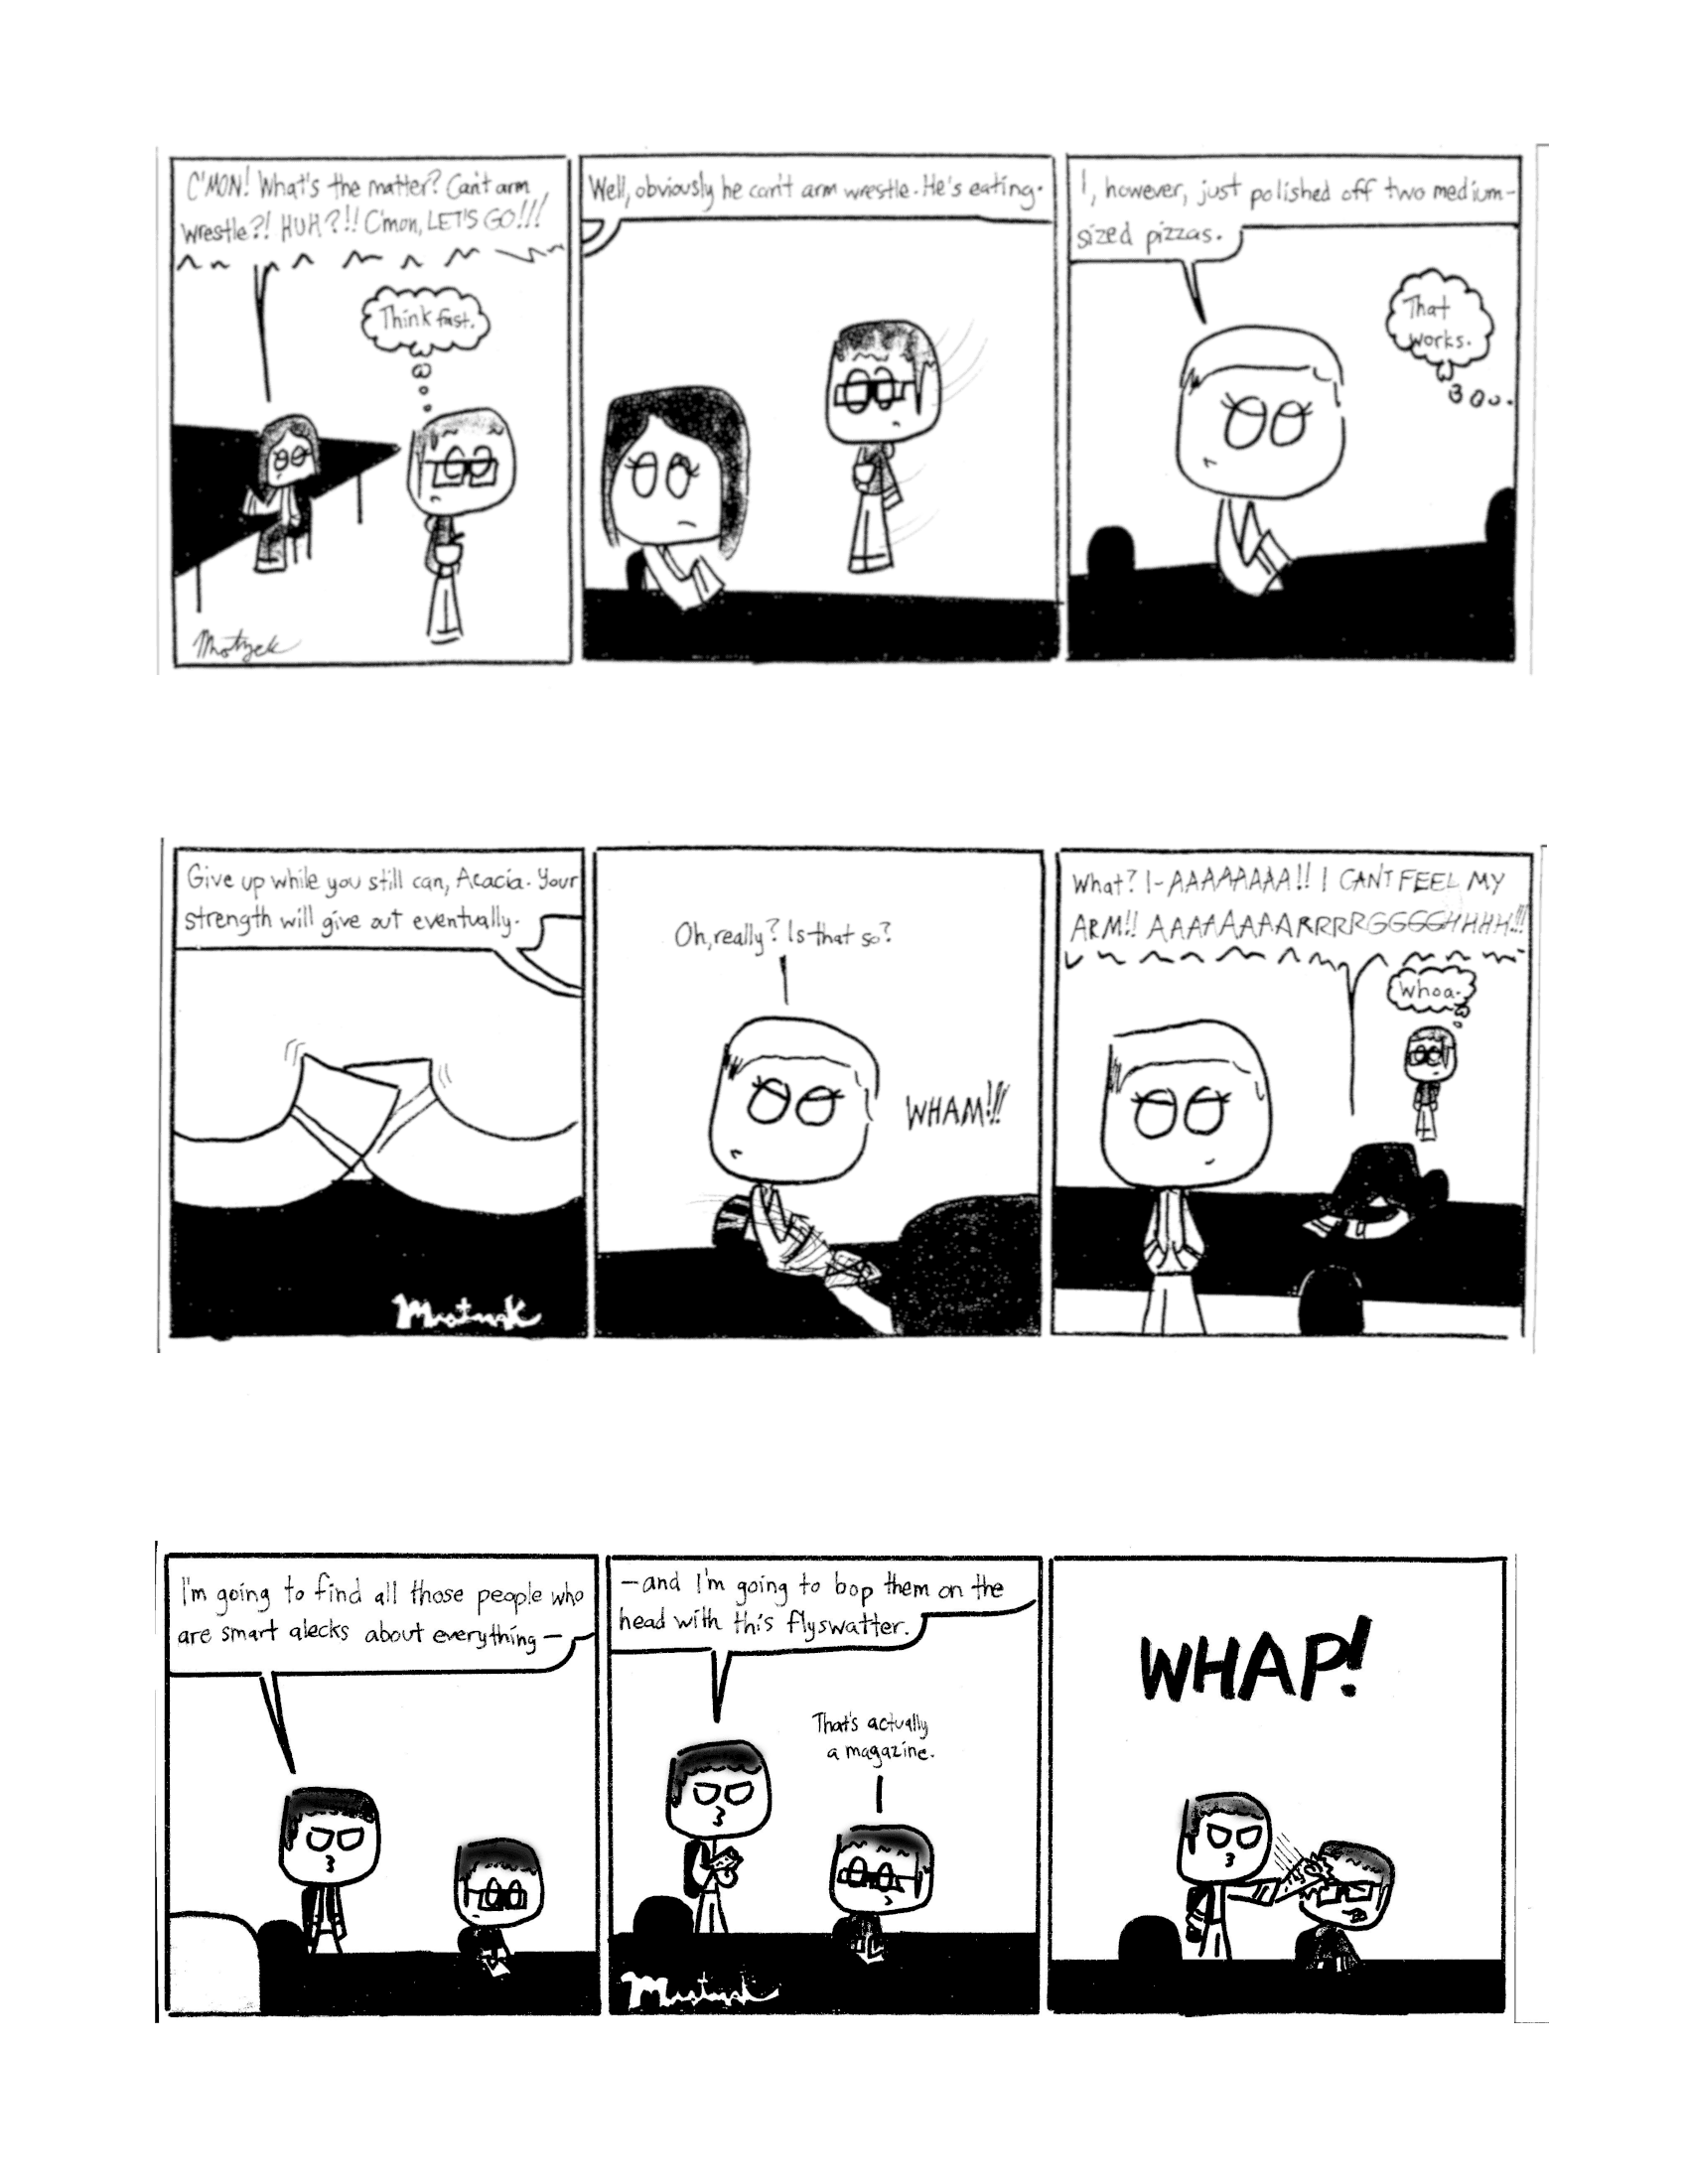 C'MON! What's the matter? Can't arm
wrestle?! HUH?!! C'mon, LET'S GO!!!
Think fast.
Well, obviously he can't arm wrestle. He's eating.
I, however, just polished off two medium-
sized pizzas.
That
works.
Give up while you still can, Acacia. Your
strength will give out eventually.
Oh, really? Is that so?
WHAM!!!
What? I-AAAAAAAA!! I CANT FEEL MY
ARM!! AAAAAAAARRRRGGGGHHHH!!!
Whoa.
I'm going to find all those people who
are smart alecks about everything—
—and I'm going to bop them on the
head with this flyswatter.
That's actually
a magazine.
WHAP!